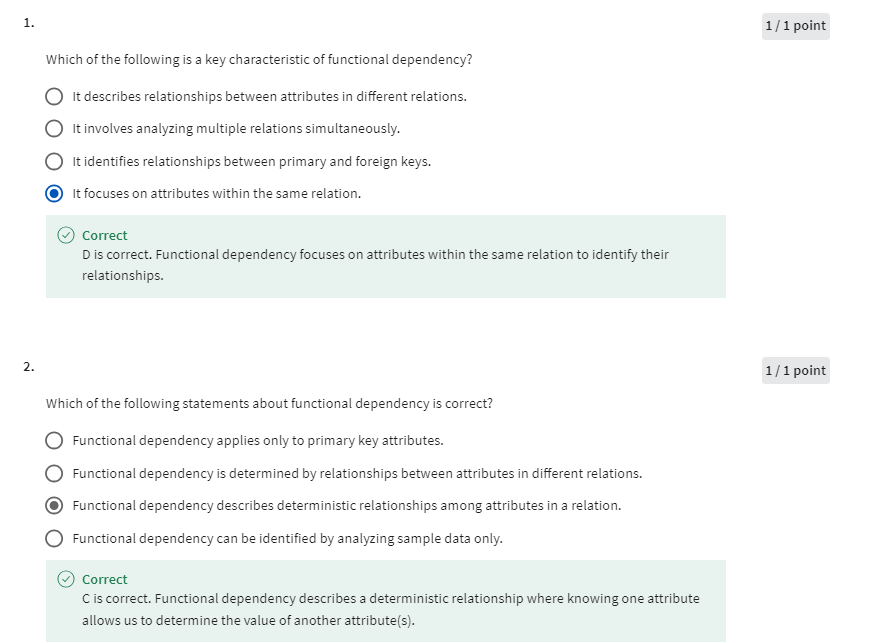 1.
1 / 1 point
Which of the following is a key characteristic of functional dependency?
It describes relationships between attributes in different relations.
It involves analyzing multiple relations simultaneously.
It identifies relationships between primary and foreign keys.
It focuses on attributes within the same relation.
Correct
D is correct. Functional dependency focuses on attributes within the same relation to identify their
relationships.
2.
1 / 1 point
Which of the following statements about functional dependency is correct?
Functional dependency applies only to primary key attributes.
Functional dependency is determined by relationships between attributes in different relations.
Functional dependency describes deterministic relationships among attributes in a relation.
Functional dependency can be identified by analyzing sample data only.
Correct
C is correct. Functional dependency describes a deterministic relationship where knowing one attribute
allows us to determine the value of another attribute(s).